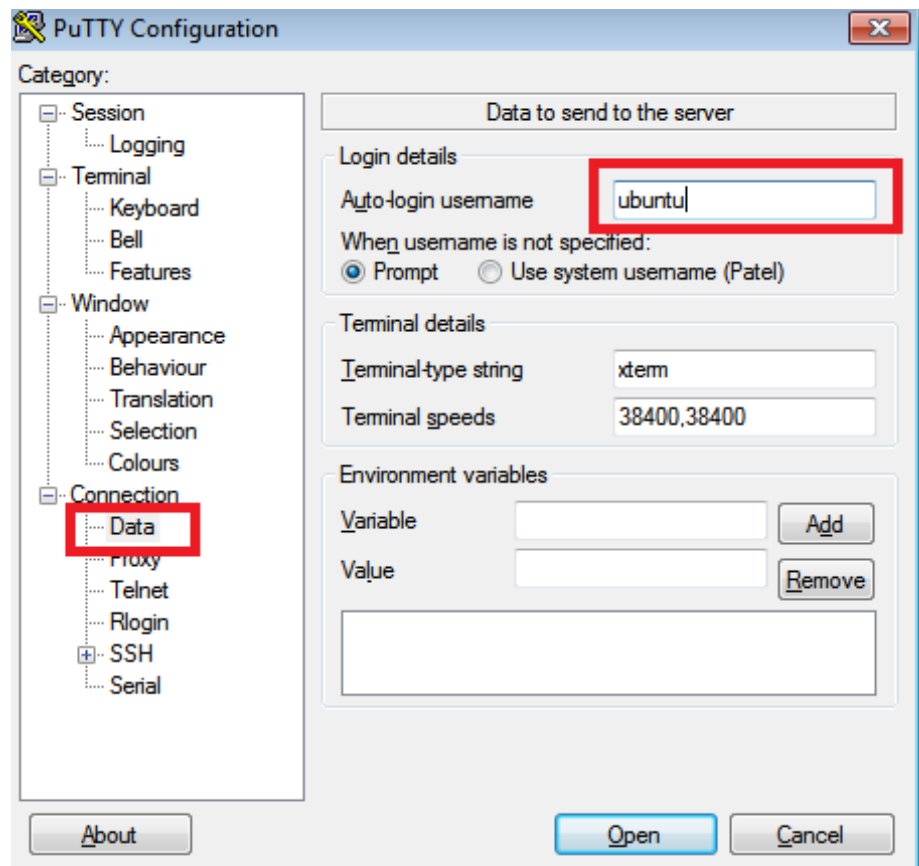 PuTTY Configuration
Category:
Session
Logging
Terminal
Keyboard
Bell
Features
Window
Appearance
Behaviour
Translation
Selection
Colours
Connection
Data
Proxy
Telnet
Rlogin
SSH
Serial
Data to send to the server
Login details
Auto-login username ubuntu
When username is not specified:
Prompt Use system username (Patel)
Terminal details
Terminal-type string xterm
Terminal speeds 38400,38400
Environment variables
Variable Add
Value Remove
About Open Cancel